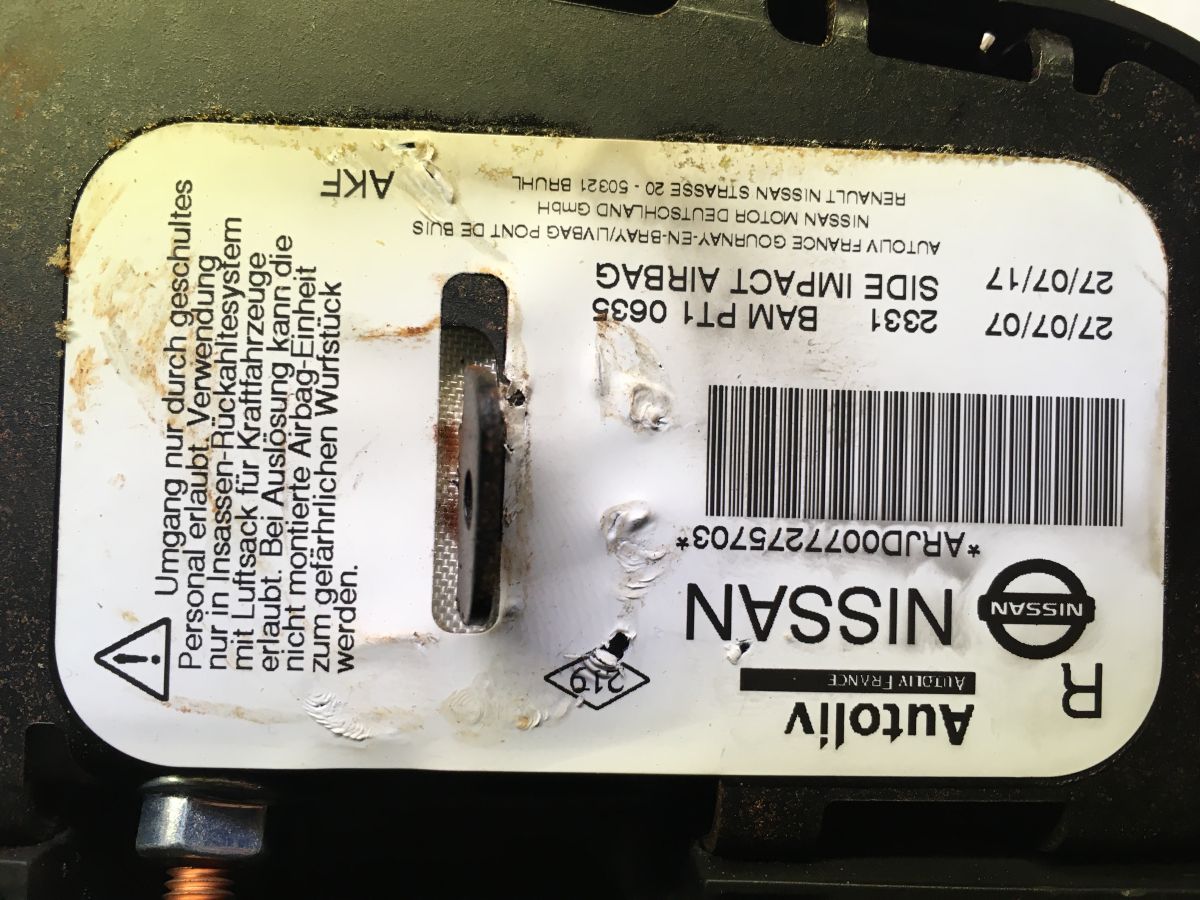 R
Autoliv
AUTOLIV FRANCE
NISSAN
NISSAN
219
*ARJD0077275703*
27/07/07 2331 BAM PT1 0635
27/07/17 SIDE IMPACT AIRBAG
AUTOLIV FRANCE GOURNAY-EN-BRAY/LIVBAG PONT DE BUIS
NISSAN MOTOR DEUTSCHLAND GmbH
RENAULT NISSAN STRASSE 20 - 50321 BRUHL
AKF
Umgang nur durch geschultes
Personal erlaubt. Verwendung
nur in Insassen-Rückahltesystem
mit Luftsack für Kraftfahrzeuge
erlaubt. Bei Auslösung kann die
nicht montierte Airbag-Einheit
zum gefährlichen Wurfstück
werden.